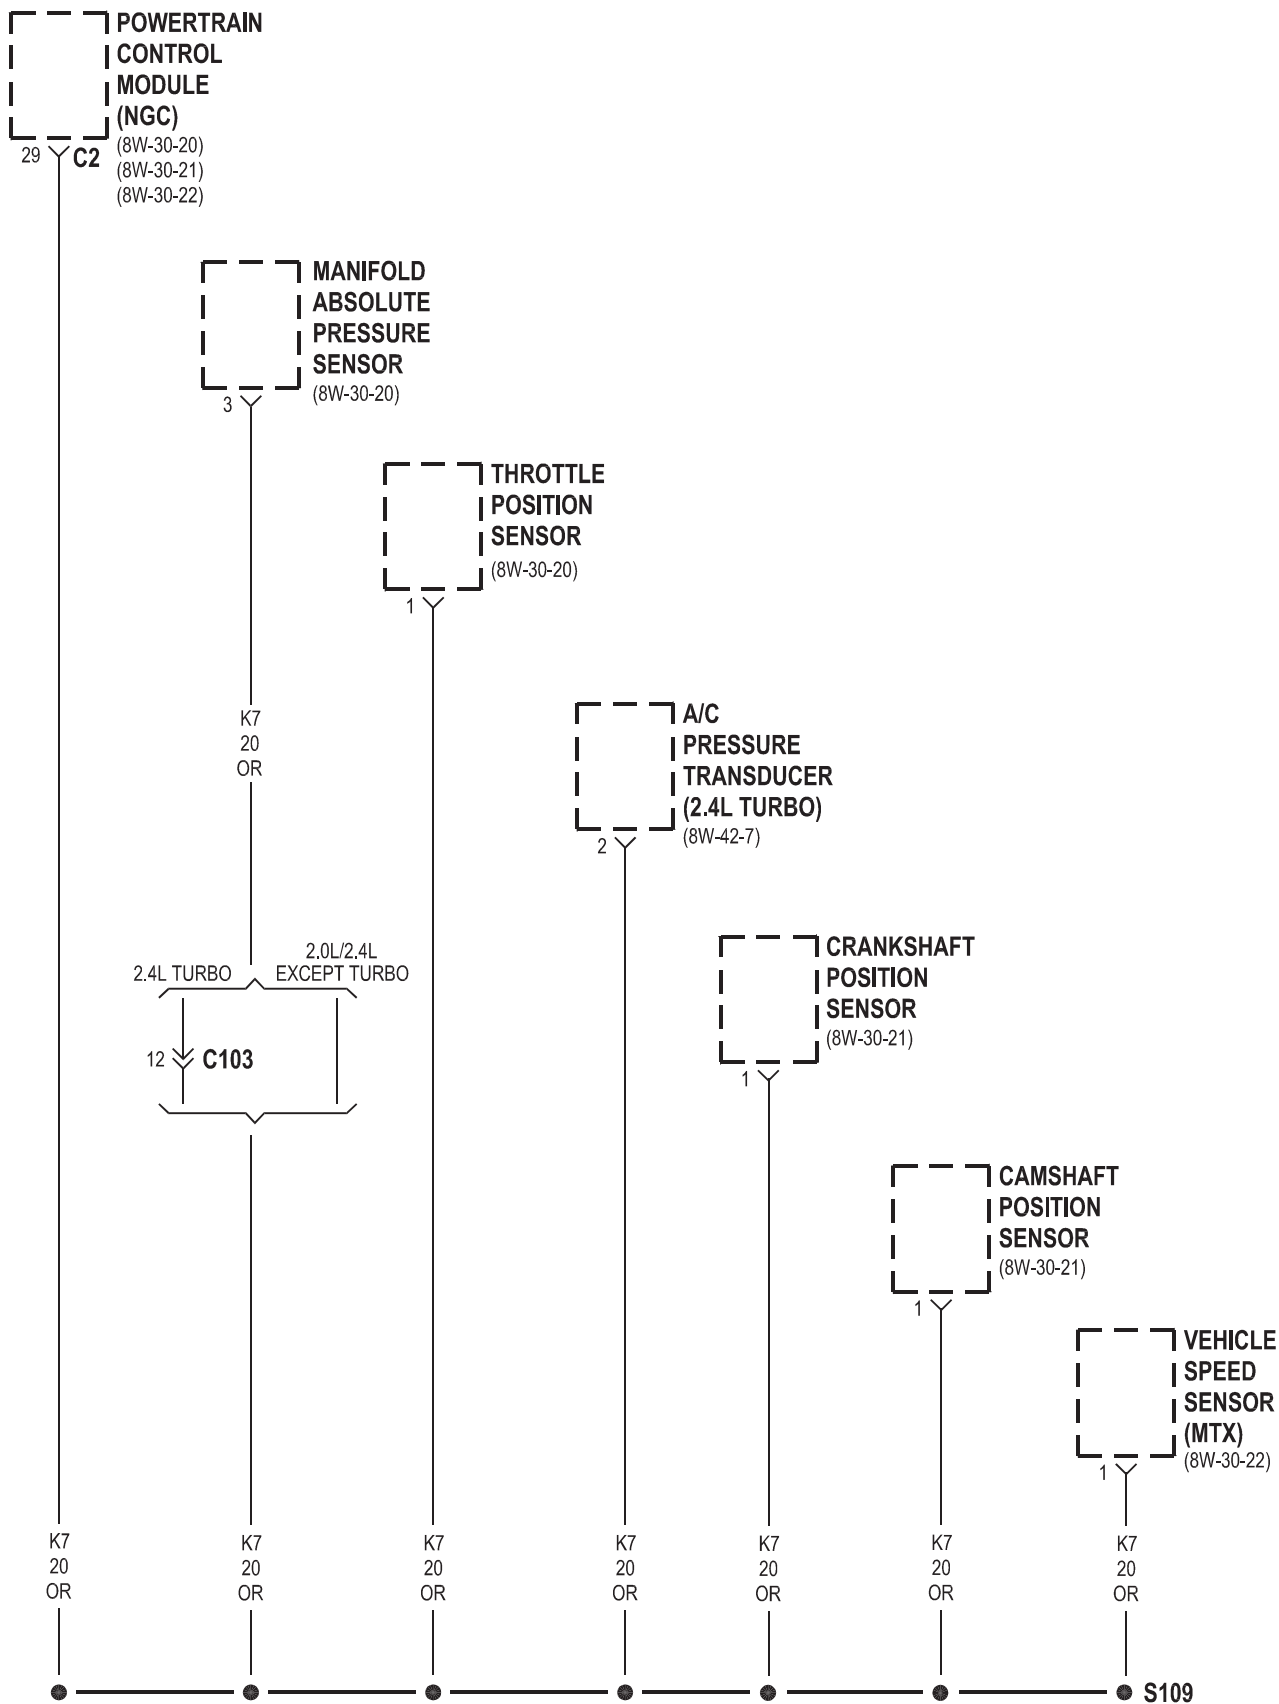 POWERTRAIN
CONTROL
MODULE
(NGC)
(8W-30-20)
(8W-30-21)
(8W-30-22)
29 C2
MANIFOLD
ABSOLUTE
PRESSURE
SENSOR
(8W-30-20)
3
THROTTLE
POSITION
SENSOR
(8W-30-20)
1
K7
20
OR
A/C
PRESSURE
TRANSDUCER
(2.4L TURBO)
(8W-42-7)
2
2.4L TURBO
2.0L/2.4L
EXCEPT TURBO
12 C103
CRANKSHAFT
POSITION
SENSOR
(8W-30-21)
1
CAMSHAFT
POSITION
SENSOR
(8W-30-21)
1
VEHICLE
SPEED
SENSOR
(MTX)
(8W-30-22)
1
K7 K7 K7 K7 K7 K7 K7
20 20 20 20 20 20 20
OR OR OR OR OR OR OR
S109